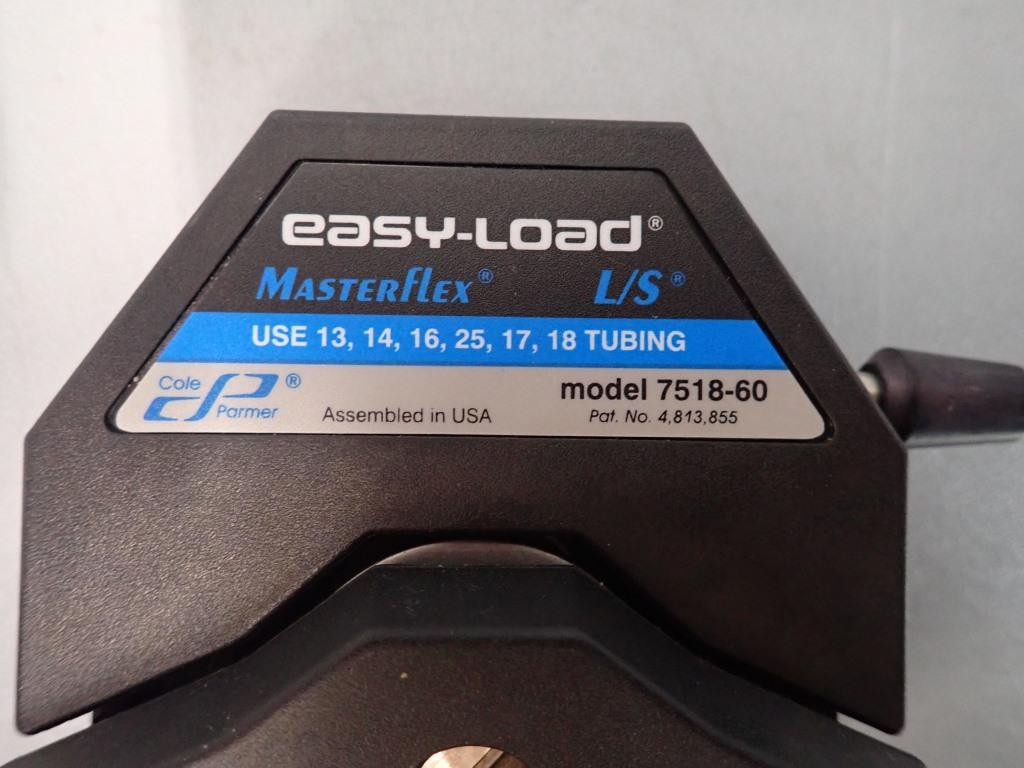 easy-Load®
MASTERflEX® L/S®
USE 13, 14, 16, 25, 17, 18 TUBING
Cole Parmer ®
Assembled in USA
model 7518-60
Pat. No. 4,813,855